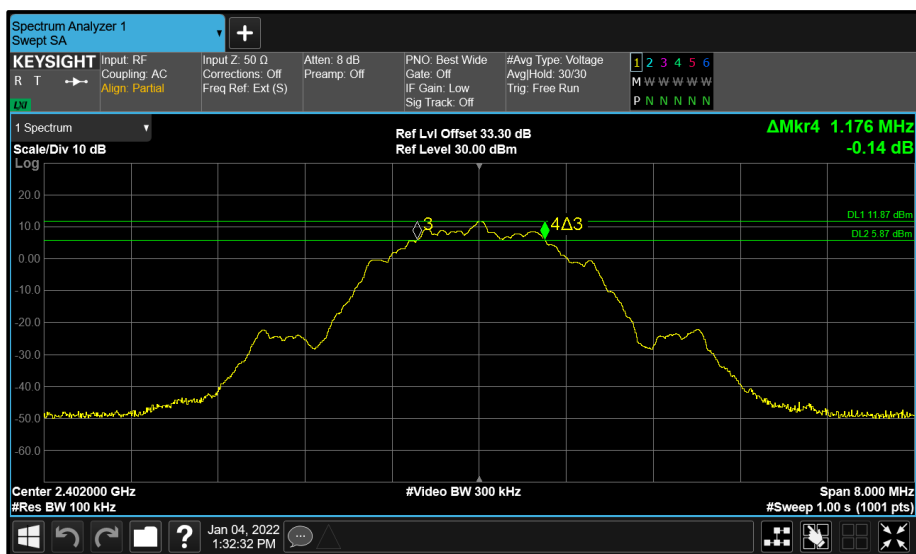 Spectrum Analyzer 1
Swept SA
+
KEYSIGHT
R T
LXI
Input: RF
Coupling: AC
Align: Partial
Input Z: 50 Ω
Corrections: Off
Freq Ref: Ext (S)
Atten: 8 dB
Preamp: Off
PNO: Best Wide
Gate: Off
IF Gain: Low
Sig Track: Off
#Avg Type: Voltage
Avg|Hold: 30/30
Trig: Free Run
1 2 3 4 5 6
M W W W W W
P N N N N N
1 Spectrum
Scale/Div 10 dB
Log
Ref Lvl Offset 33.30 dB
Ref Level 30.00 dBm
ΔMkr4 1.176 MHz
-0.14 dB
20.0
10.0
0.00
-10.0
-20.0
-30.0
-40.0
-50.0
-60.0
3
4Δ3
DL1 11.87 dBm
DL2 5.87 dBm
Center 2.402000 GHz
#Res BW 100 kHz
#Video BW 300 kHz
Span 8.000 MHz
#Sweep 1.00 s (1001 pts)
?
Jan 04, 2022
1:32:32 PM